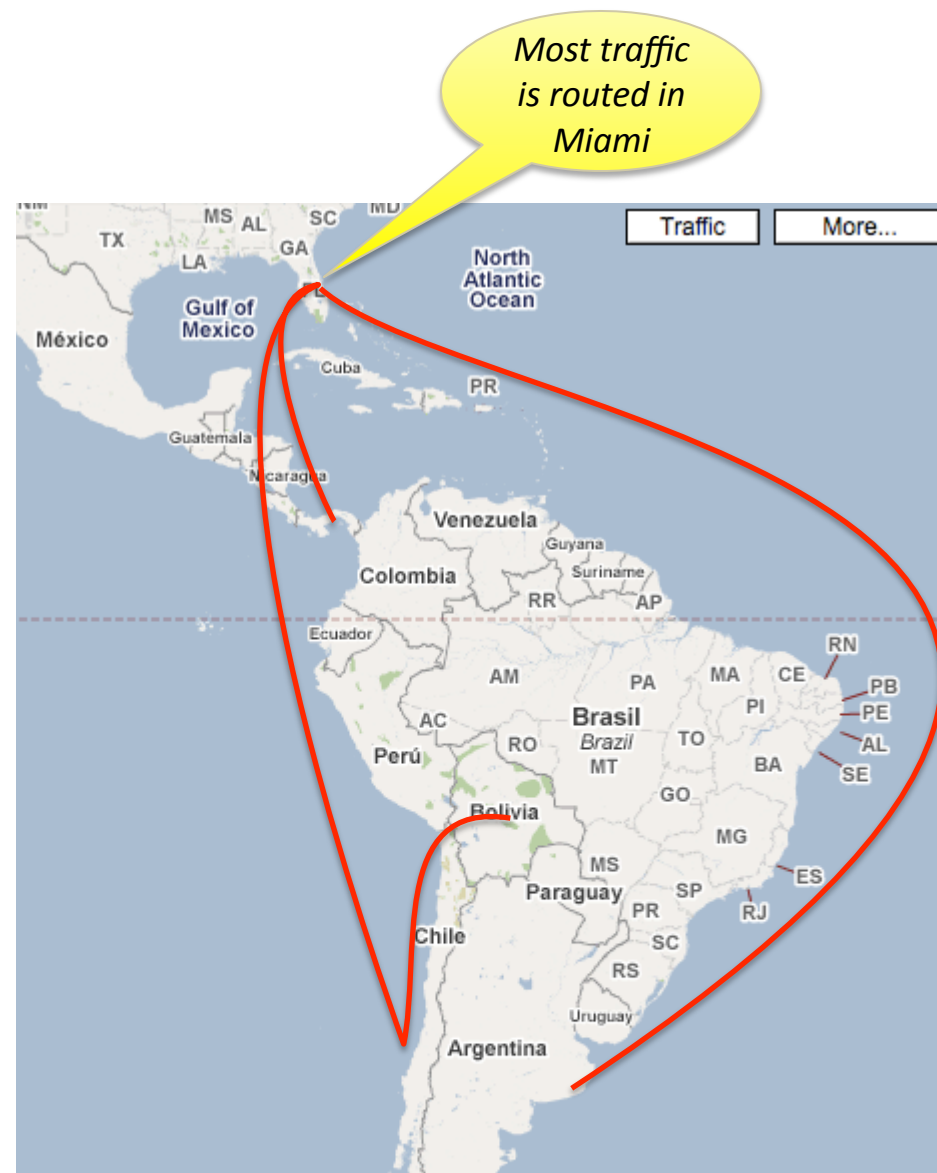 Most traffic
is routed in
Miami
MS
AL
SC
MD
Traffic
More...
TX
GA
LA
North
Atlantic
Ocean
Gulf of
Mexico
México
Cuba
PR
Guatemala
Nicaragua
Venezuela
Guyana
Colombia
Suriname
RR
AP
Ecuador
RN
AM
PA
MA
CE
PB
PI
PE
AC
Brasil
Brazil
RO
TO
AL
Perú
MT
BA
SE
GO
Bolivia
MG
MS
ES
Paraguay
SP
PR
RJ
Chile
SC
RS
Uruguay
Argentina